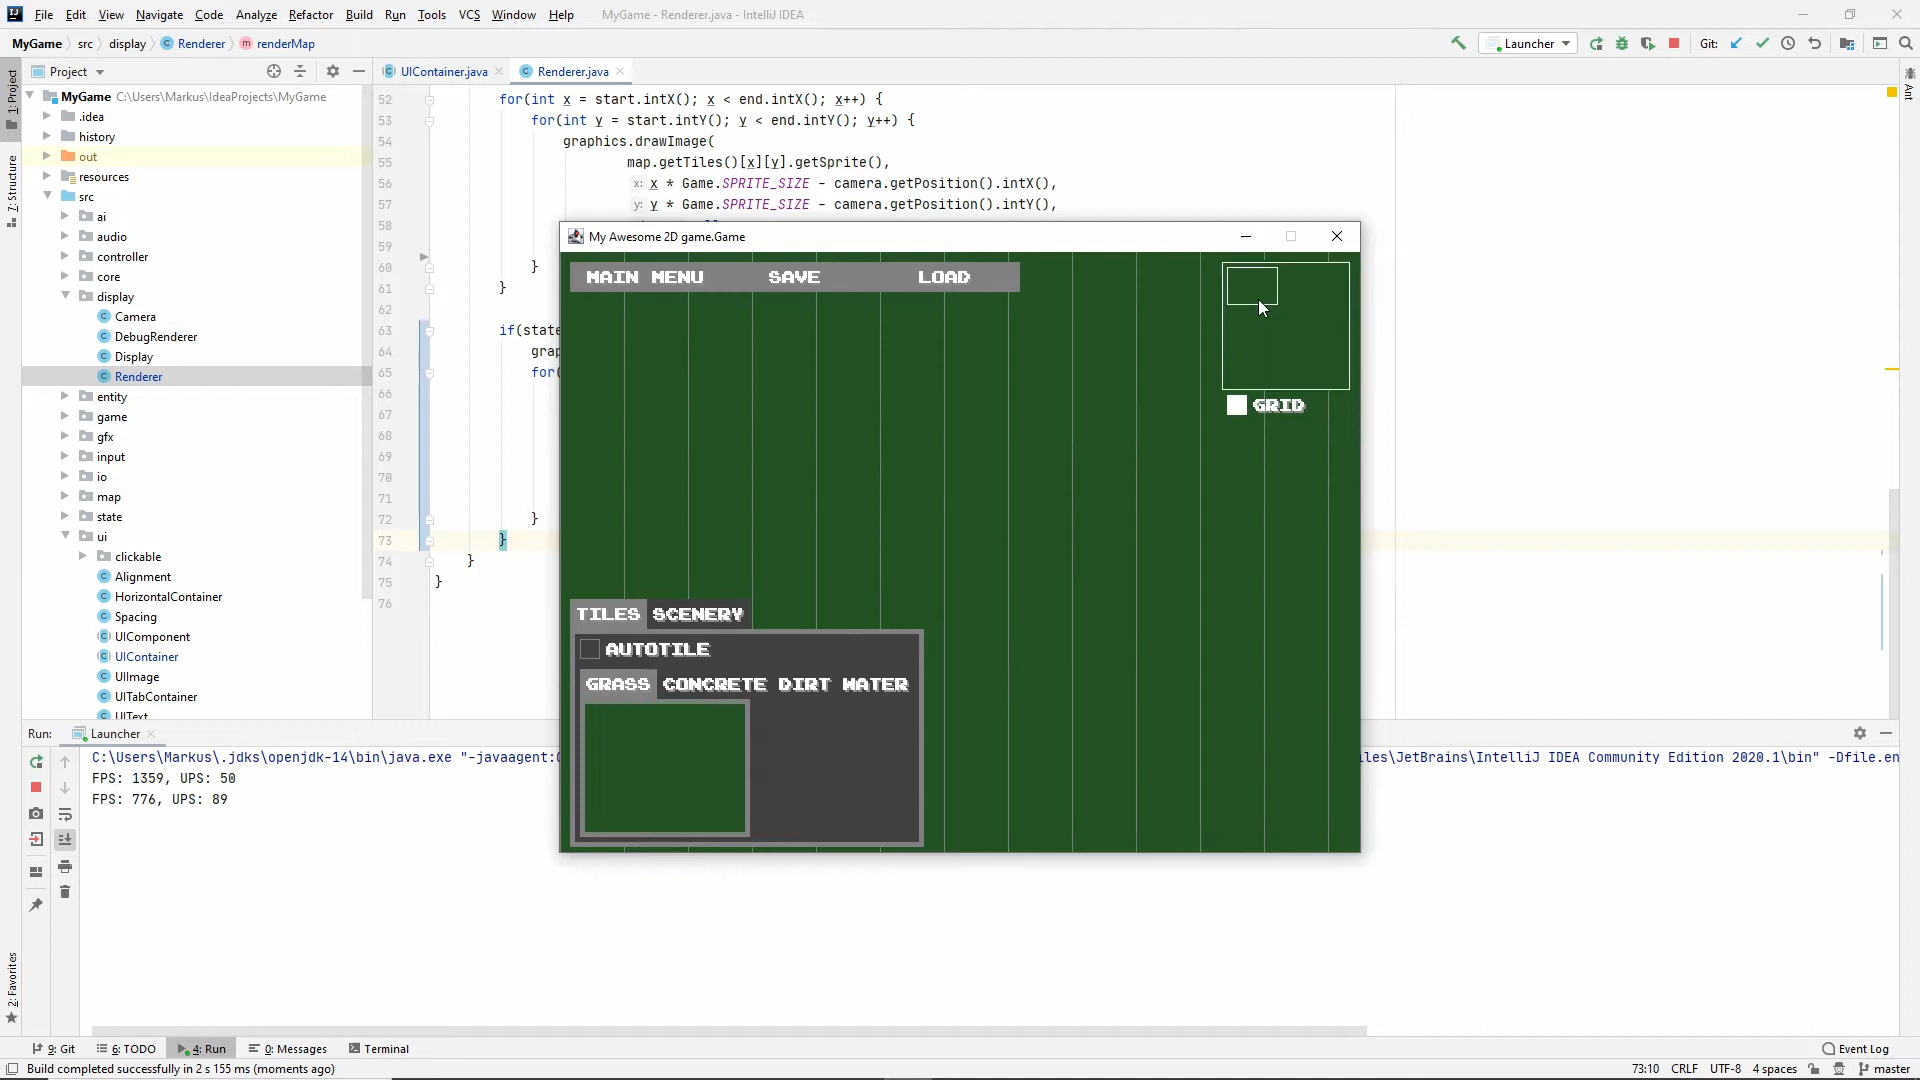 File Edit View Navigate Code Analyze Refactor Build Run Tools VCS Window Help MyGame - Renderer.java - IntelliJ IDEA
MyGame src display Renderer renderMap Launcher Git:
Project
UIContainer.java Renderer.java
1: Project
7: Structure
2: Favorites
Ant
MyGame C:\Users\Markus\IdeaProjects\MyGame
.idea
history
out
resources
src
ai
audio
controller
core
display
Camera
DebugRenderer
Display
Renderer
entity
game
gfx
input
io
map
state
ui
clickable
Alignment
HorizontalContainer
Spacing
UIComponent
UIContainer
UIImage
UITabContainer
UIText
52 for(int x = start.intX(); x < end.intX(); x++) {
53 for(int y = start.intY(); y < end.intY(); y++) {
54 graphics.drawImage(
55 map.getTiles()[x][y].getSprite(),
56 x: x * Game.SPRITE_SIZE - camera.getPosition().intX(),
57 y: y * Game.SPRITE_SIZE - camera.getPosition().intY(),
58
59
60 }
61 }
62
63 if(state
64 grap
65 for(
66
67
68
69
70
71
72 }
73 }
74 }
75 }
76
My Awesome 2D game.Game
MAIN MENU SAVE LOAD
GRID
TILES SCENERY
AUTOTILE
GRASS CONCRETE DIRT WATER
Run: Launcher
C:\Users\Markus\.jdks\openjdk-14\bin\java.exe "-javaagent:C les\JetBrains\IntelliJ IDEA Community Edition 2020.1\bin" -Dfile.en
FPS: 1359, UPS: 50
FPS: 776, UPS: 89
9: Git 6: TODO 4: Run 0: Messages Terminal Event Log
Build completed successfully in 2 s 155 ms (moments ago) 73:10 CRLF UTF-8 4 spaces master